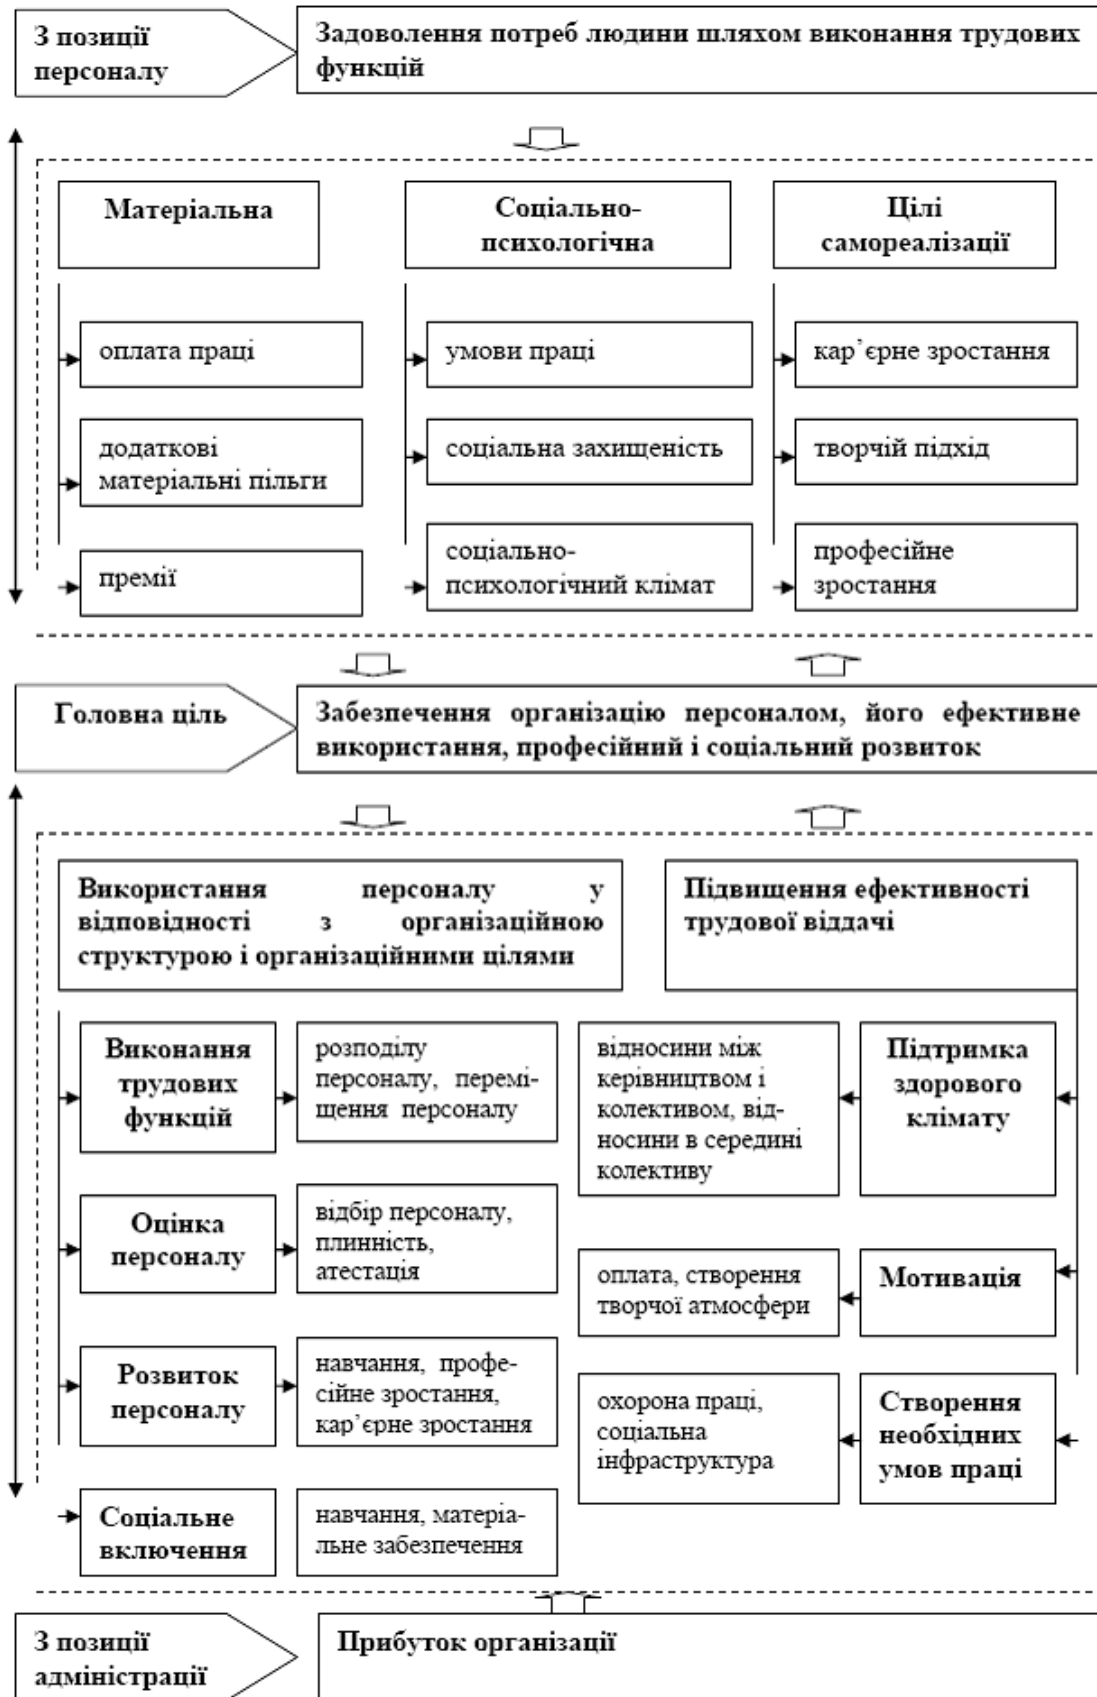 З позиції
персоналу
Задоволення потреб людини шляхом виконання трудових
функцій
Матеріальна
Соціально-
психологічна
Цілі
самореалізації
оплата праці
умови праці
кар’єрне зростання
додаткові
матеріальні пільги
соціальна захищеність
творчій підхід
премії
соціально-
психологічний клімат
професійне
зростання
Головна ціль
Забезпечення організацію персоналом, його ефективне
використання, професійний і соціальний розвиток
Використання персоналу у
відповідності з організаційною
структурою і організаційними цілями
Підвищення ефективності
трудової віддачі
Виконання
трудових
функцій
розподілу
персоналу, перемі-
щення персоналу
відносини між
керівництвом і
колективом, від-
носини в середині
колективу
Підтримка
здорового
клімату
Оцінка
персоналу
відбір персоналу,
плинність,
атестація
оплата, створення
творчої атмосфери
Мотивація
Розвиток
персоналу
навчання, профе-
сійне зростання,
кар’єрне зростання
охорона праці,
соціальна
інфраструктура
Створення
необхідних
умов праці
Соціальне
включення
навчання, матеріа-
льне забезпечення
З позиції
адміністрації
Прибуток організації